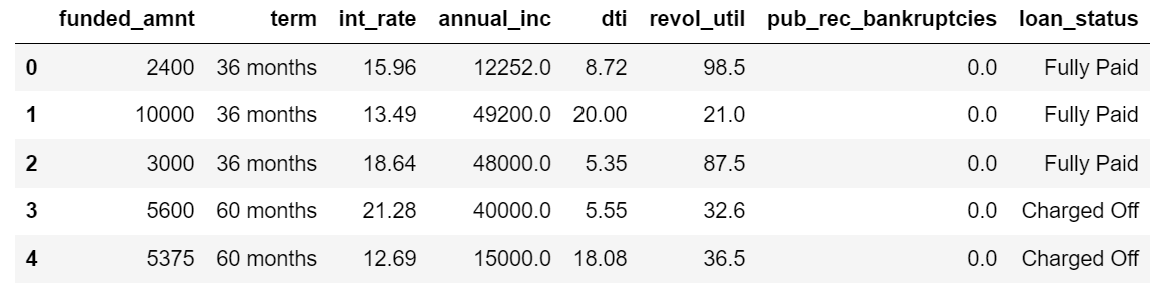 funded_amnt term int_rate annual_inc dti revol_util pub_rec_bankruptcies loan_status
0 2400 36 months 15.96 12252.0 8.72 98.5 0.0 Fully Paid
1 10000 36 months 13.49 49200.0 20.00 21.0 0.0 Fully Paid
2 3000 36 months 18.64 48000.0 5.35 87.5 0.0 Fully Paid
3 5600 60 months 21.28 40000.0 5.55 32.6 0.0 Charged Off
4 5375 60 months 12.69 15000.0 18.08 36.5 0.0 Charged Off